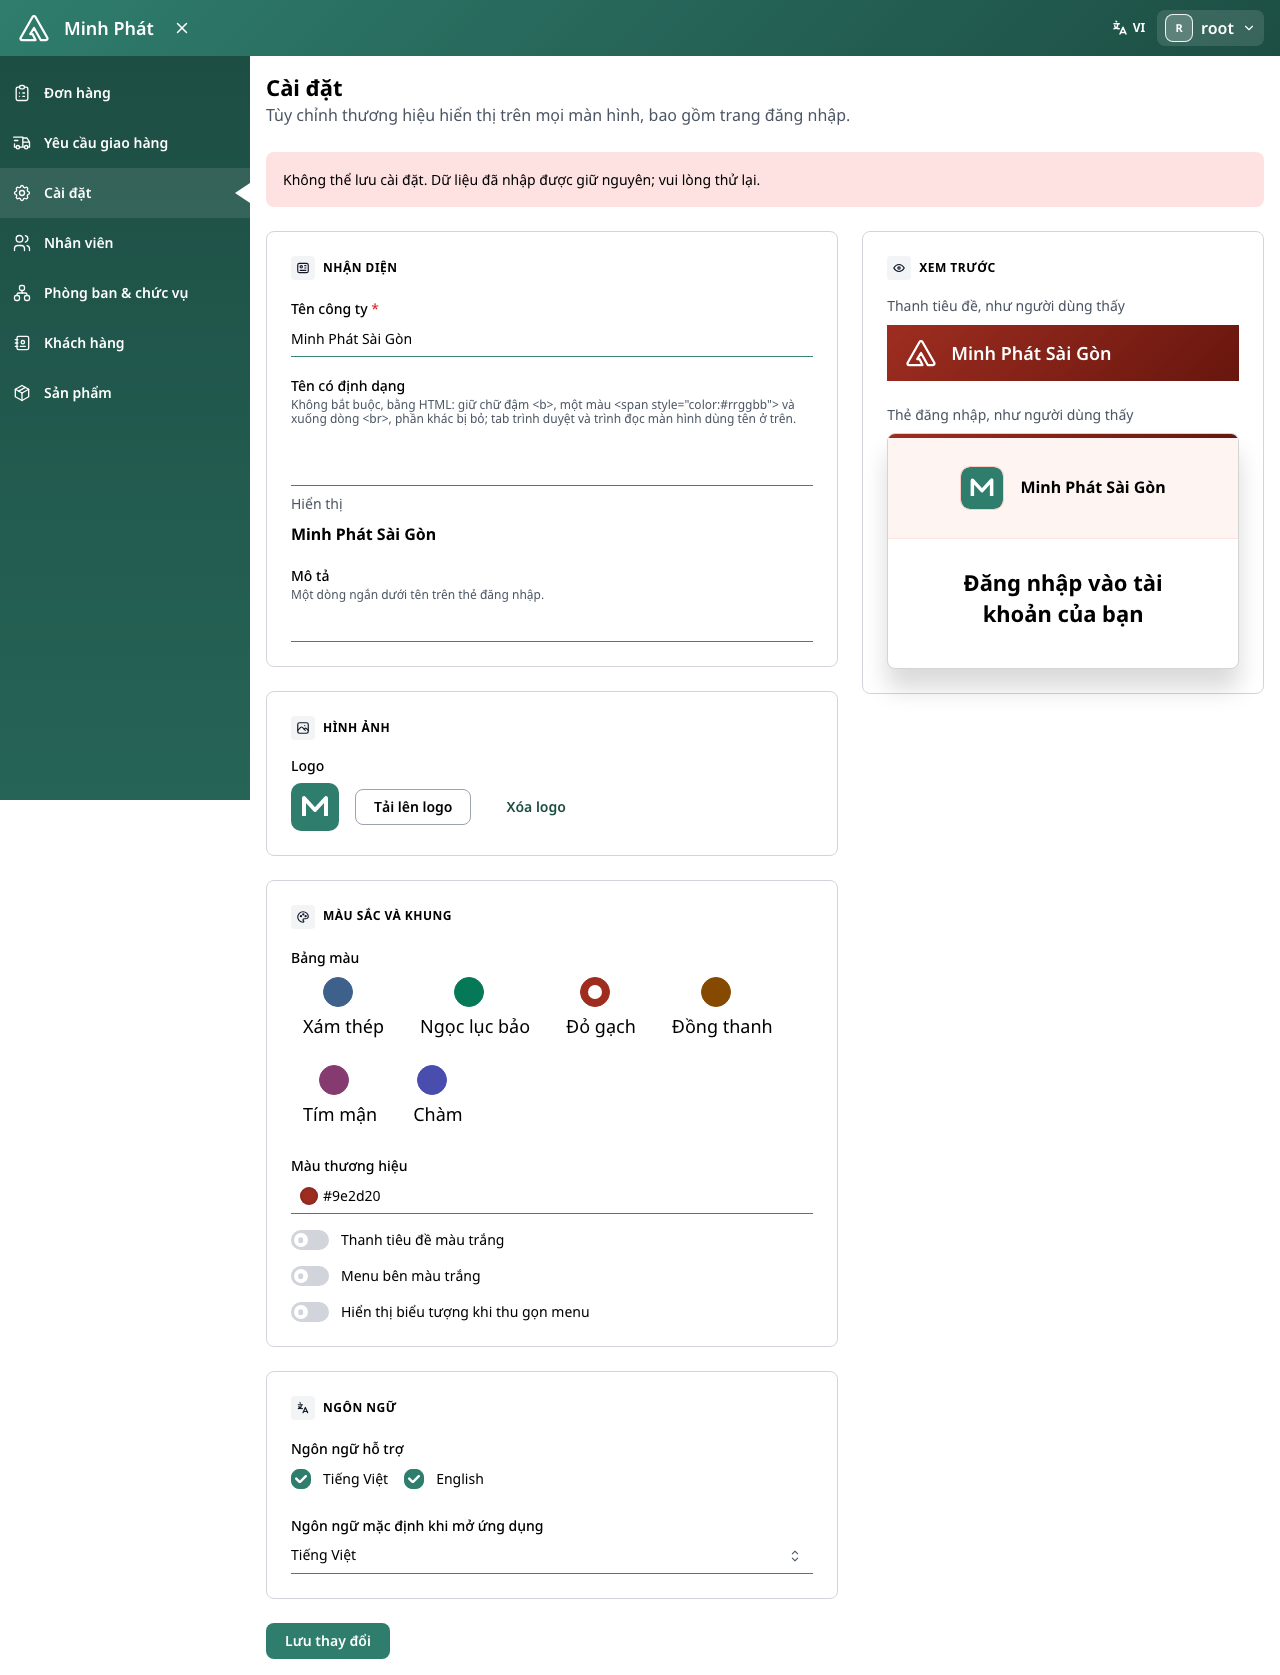 Minh Phát
VI
R
root
Đơn hàng
Yêu cầu giao hàng
Cài đặt
Nhân viên
Phòng ban & chức vụ
Khách hàng
Sản phẩm
Cài đặt
Tùy chỉnh thương hiệu hiển thị trên mọi màn hình, bao gồm trang đăng nhập.
Không thể lưu cài đặt. Dữ liệu đã nhập được giữ nguyên; vui lòng thử lại.
NHẬN DIỆN
Tên công ty *
Minh Phát Sài Gòn
Tên có định dạng
Không bắt buộc, bằng HTML: giữ chữ đậm <b>, một màu <span style="color:#rrggbb"> và
xuống dòng <br>, phần khác bị bỏ; tab trình duyệt và trình đọc màn hình dùng tên ở trên.
Hiển thị
Minh Phát Sài Gòn
Mô tả
Một dòng ngắn dưới tên trên thẻ đăng nhập.
XEM TRƯỚC
Thanh tiêu đề, như người dùng thấy
Minh Phát Sài Gòn
Thẻ đăng nhập, như người dùng thấy
Minh Phát Sài Gòn
Đăng nhập vào tài
khoản của bạn
HÌNH ẢNH
Logo
Tải lên logo
Xóa logo
MÀU SẮC VÀ KHUNG
Bảng màu
Xám thép
Ngọc lục bảo
Đỏ gạch
Đồng thanh
Tím mận
Chàm
Màu thương hiệu
#9e2d20
Thanh tiêu đề màu trắng
Menu bên màu trắng
Hiển thị biểu tượng khi thu gọn menu
NGÔN NGỮ
Ngôn ngữ hỗ trợ
Tiếng Việt
English
Ngôn ngữ mặc định khi mở ứng dụng
Tiếng Việt
Lưu thay đổi